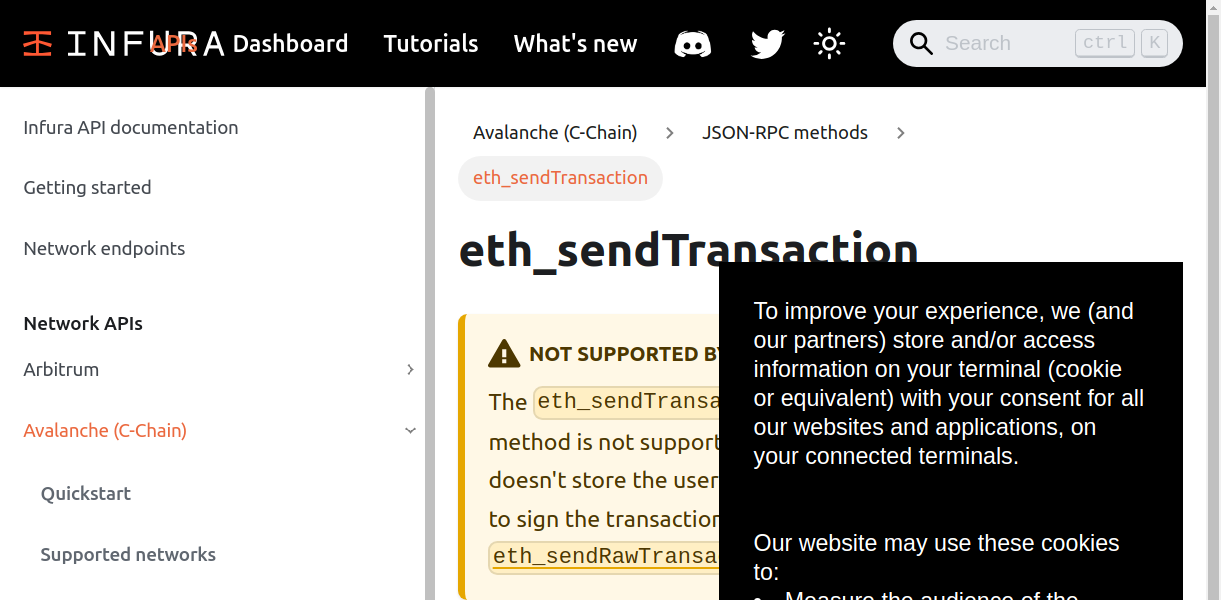 INFURA APIs Dashboard Tutorials What's new Search ctrl K
Infura API documentation
Getting started
Network endpoints
Network APIs
Arbitrum
Avalanche (C-Chain)
Quickstart
Supported networks
Avalanche (C-Chain) JSON-RPC methods
eth_sendTransaction
eth_sendTransaction
NOT SUPPORTED BY
The eth_sendTransa
method is not support
doesn't store the user
to sign the transaction
eth_sendRawTransa
To improve your experience, we (and
our partners) store and/or access
information on your terminal (cookie
or equivalent) with your consent for all
our websites and applications, on
your connected terminals.
Our website may use these cookies
to:
• Measure the audience of the